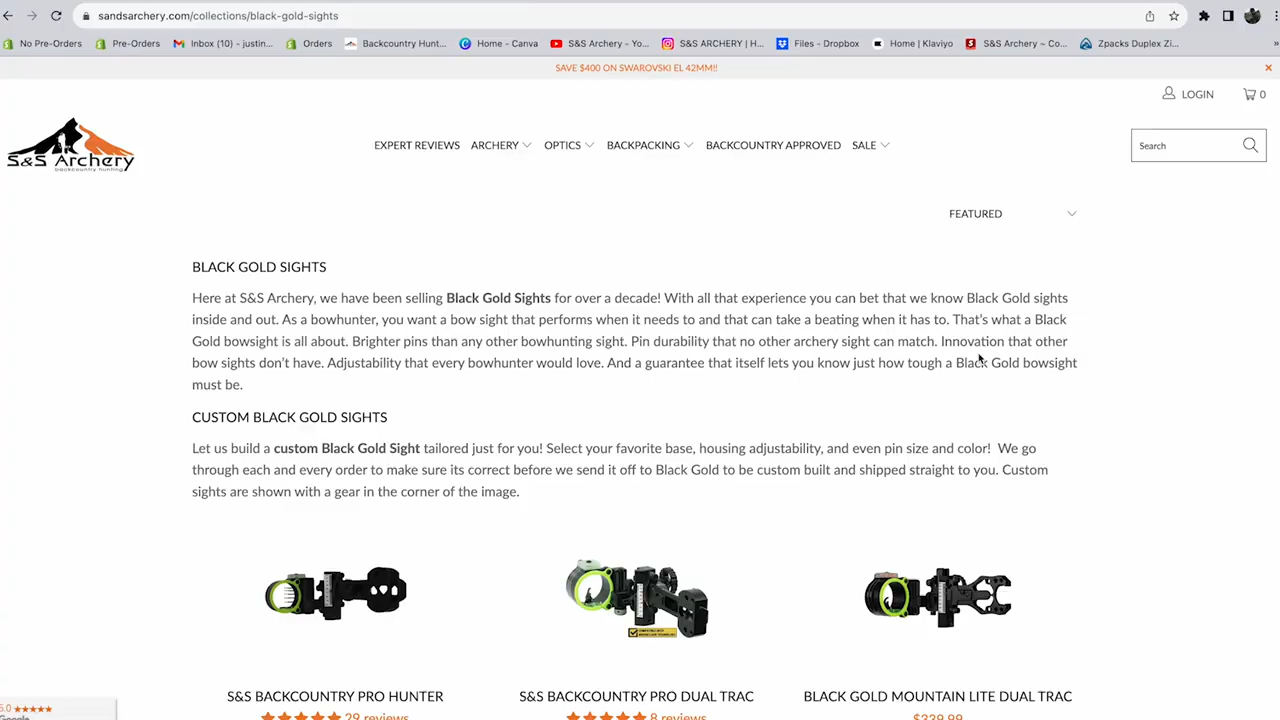 sandsarchery.com/collections/black-gold-sights
No Pre-Orders Pre-Orders Inbox (10) – justin... Orders Backcountry Hunt... Home - Canva S&S Archery – Yo... S&S ARCHERY | H... Files - Dropbox Home | Klaviyo S&S Archery ~ Co... Zpacks Duplex Zi... »
SAVE $400 ON SWAROVSKI EL 42MM!!
LOGIN 0
S&S Archery
backcountry hunting
EXPERT REVIEWS ARCHERY OPTICS BACKPACKING BACKCOUNTRY APPROVED SALE
Search
FEATURED
BLACK GOLD SIGHTS
Here at S&S Archery, we have been selling Black Gold Sights for over a decade! With all that experience you can bet that we know Black Gold sights
inside and out. As a bowhunter, you want a bow sight that performs when it needs to and that can take a beating when it has to. That's what a Black
Gold bowsight is all about. Brighter pins than any other bowhunting sight. Pin durability that no other archery sight can match. Innovation that other
bow sights don't have. Adjustability that every bowhunter would love. And a guarantee that itself lets you know just how tough a Black Gold bowsight
must be.
CUSTOM BLACK GOLD SIGHTS
Let us build a custom Black Gold Sight tailored just for you! Select your favorite base, housing adjustability, and even pin size and color! We go
through each and every order to make sure its correct before we send it off to Black Gold to be custom built and shipped straight to you. Custom
sights are shown with a gear in the corner of the image.
S&S BACKCOUNTRY PRO HUNTER S&S BACKCOUNTRY PRO DUAL TRAC BLACK GOLD MOUNTAIN LITE DUAL TRAC
29 reviews 8 reviews $339.99
5.0
Google